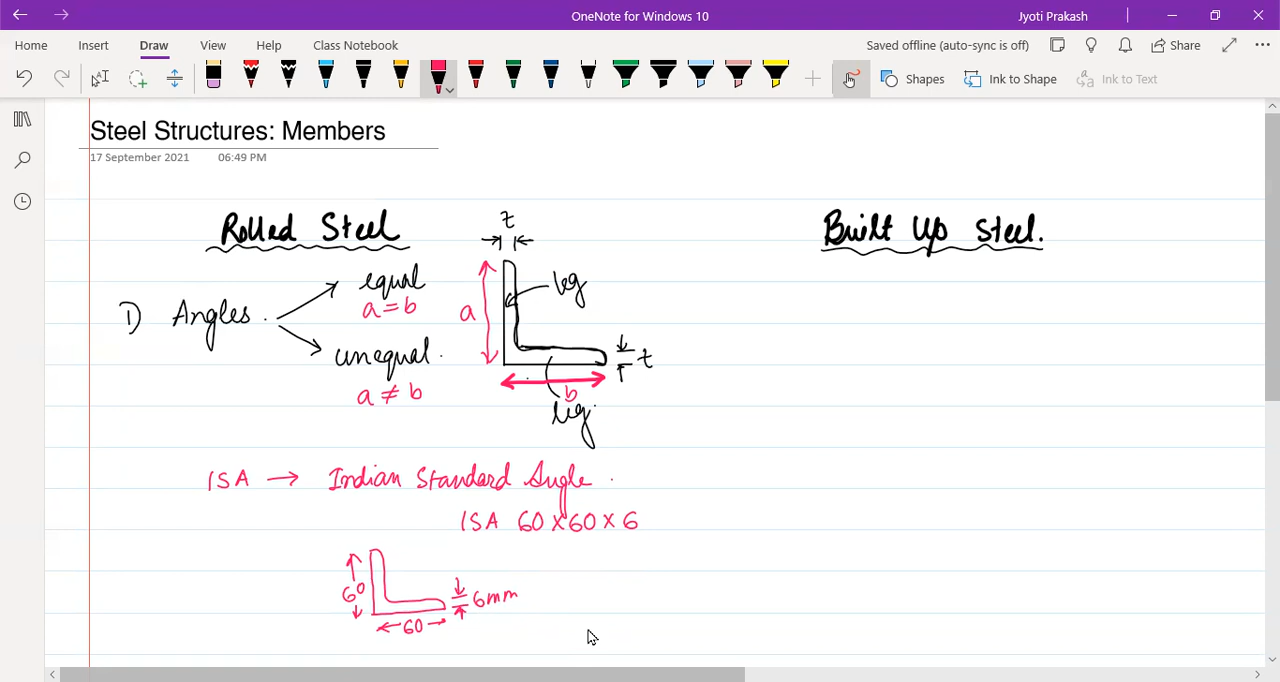 OneNote for Windows 10
Jyoti Prakash
Home Insert Draw View Help Class Notebook
Saved offline (auto-sync is off) Share
Shapes Ink to Shape Ink to Text
Steel Structures: Members
17 September 2021 06:49 PM
Rolled Steel
Built Up Steel.
1) Angles.
equal
a = b
unequal.
a ≠ b
t
leg
a
t
b
leg
ISA → Indian Standard Angle.
ISA 60 × 60 × 6
60
6mm
60